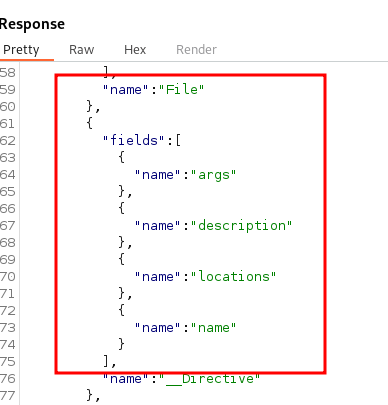 Response
Pretty Raw Hex Render
58 ],
59 "name":"File"
60 },
61 {
62 "fields":[
63 {
64 "name":"args"
65 },
66 {
67 "name":"description"
68 },
69 {
70 "name":"locations"
71 },
72 {
73 "name":"name"
74 }
75 ],
76 "name":"__Directive"
77 },